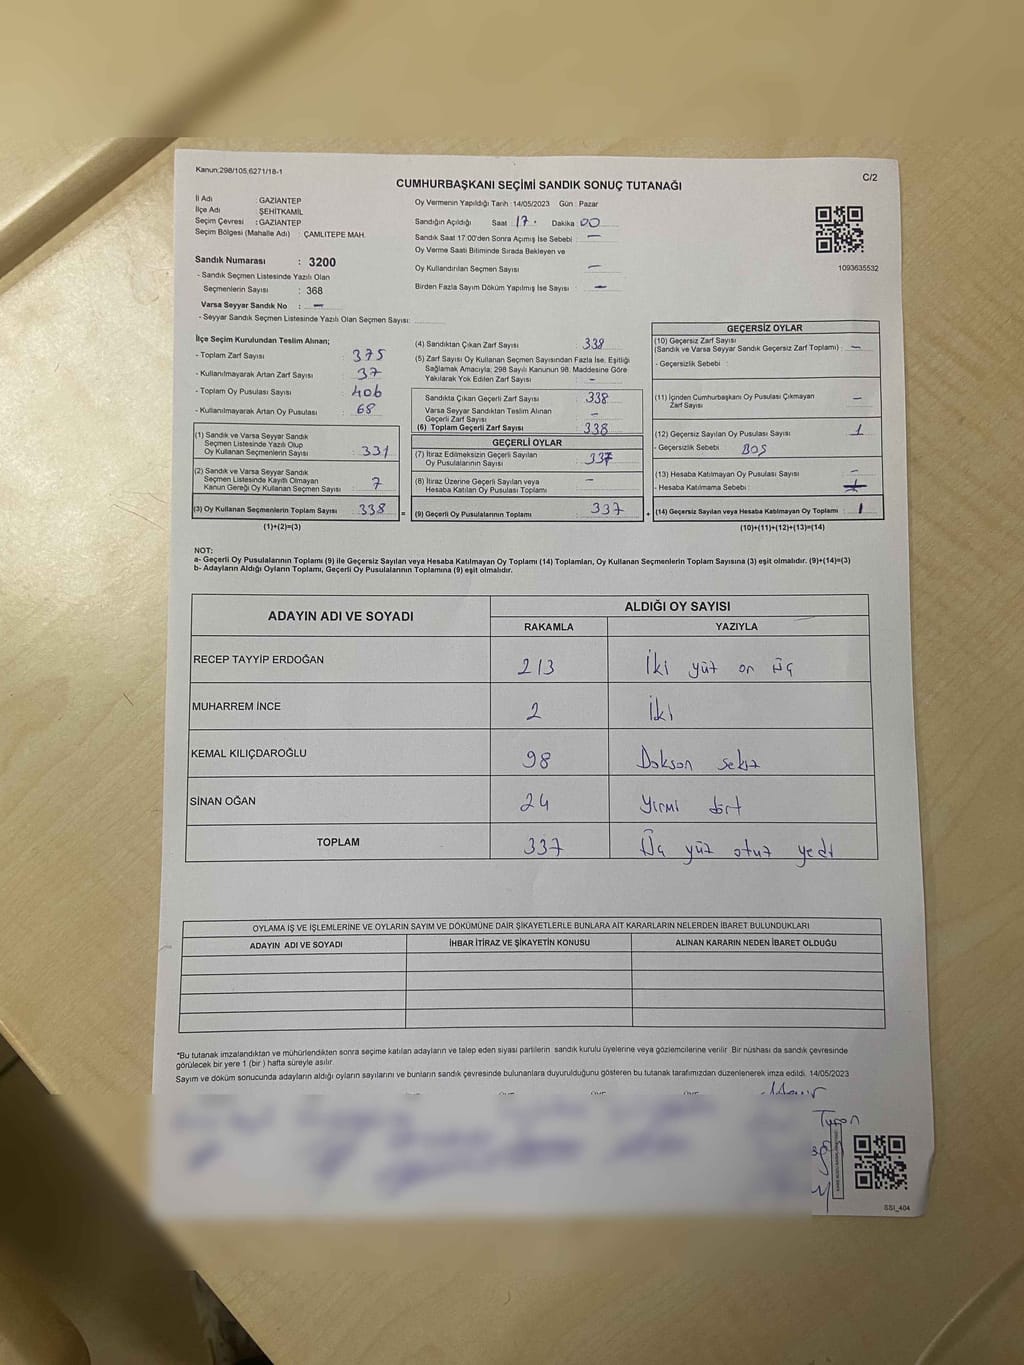 Kanun:298/105,6271/18-1
C/2
CUMHURBAŞKANI SEÇİMİ SANDIK SONUÇ TUTANAĞI
İl Adı : GAZİANTEP
İlçe Adı : ŞEHİTKAMİL
Seçim Çevresi : GAZİANTEP
Seçim Bölgesi (Mahalle Adı) : ÇAMLITEPE MAH.
Sandık Numarası : 3200
- Sandık Seçmen Listesinde Yazılı Olan
Seçmenlerin Sayısı : 368
Varsa Seyyar Sandık No : –
- Seyyar Sandık Seçmen Listesinde Yazılı Olan Seçmen Sayısı:
Oy Vermenin Yapıldığı Tarih : 14/05/2023 Gün : Pazar
Sandığın Açıldığı Saat 17. Dakika 00
Sandık Saat 17:00'den Sonra Açımış İse Sebebi : –
Oy Verme Saati Bitiminde Sırada Bekleyen ve
Oy Kullandırılan Seçmen Sayısı : –
Birden Fazla Sayım Döküm Yapılmış İse Sayısı : –
1093635532
İlçe Seçim Kurulundan Teslim Alınan;
- Toplam Zarf Sayısı : 375
- Kullanılmayarak Artan Zarf Sayısı : 37
- Toplam Oy Pusulası Sayısı : 406
- Kullanılmayarak Artan Oy Pusulası : 68
(1) Sandık ve Varsa Seyyar Sandık
Seçmen Listesinde Yazılı Olup
Oy Kullanan Seçmenlerin Sayısı : 331
(2) Sandık ve Varsa Seyyar Sandık
Seçmen Listesinde Kayıtlı Olmayan
Kanun Gereği Oy Kullanan Seçmen Sayısı : 7
(3) Oy Kullanan Seçmenlerin Toplam Sayısı : 338
(1)+(2)=(3)
(4) Sandıktan Çıkan Zarf Sayısı : 338
(5) Zarf Sayısı Oy Kullanan Seçmen Sayısından Fazla İse, Eşitliği
Sağlamak Amacıyla; 298 Sayılı Kanunun 98. Maddesine Göre
Yakılarak Yok Edilen Zarf Sayısı : –
Sandıkta Çıkan Geçerli Zarf Sayısı : 338
Varsa Seyyar Sandıktan Teslim Alınan
Geçerli Zarf Sayısı : –
(6) Toplam Geçerli Zarf Sayısı : 338
GEÇERLİ OYLAR
(7) İtiraz Edilmeksizin Geçerli Sayılan
Oy Pusulalarının Sayısı : 337
(8) İtiraz Üzerine Geçerli Sayılan veya
Hesaba Katılan Oy Pusulası Toplamı : –
= (9) Geçerli Oy Pusulalarının Toplamı : 337
GEÇERSİZ OYLAR
(10) Geçersiz Zarf Sayısı
(Sandık ve Varsa Seyyar Sandık Geçersiz Zarf Toplamı) : –
- Geçersizlik Sebebi :
(11) İçinden Cumhurbaşkanı Oy Pusulası Çıkmayan
Zarf Sayısı : –
(12) Geçersiz Sayılan Oy Pusulası Sayısı : 1
- Geçersizlik Sebebi : BOŞ
(13) Hesaba Katılmayan Oy Pusulası Sayısı : –
- Hesaba Katılmama Sebebi :
+ (14) Geçersiz Sayılan veya Hesaba Katılmayan Oy Toplamı : 1
(10)+(11)+(12)+(13)=(14)
NOT:
a- Geçerli Oy Pusulalarının Toplamı (9) ile Geçersiz Sayılan veya Hesaba Katılmayan Oy Toplamı (14) Toplamları, Oy Kullanan Seçmenlerin Toplam Sayısına (3) eşit olmalıdır. (9)+(14)=(3)
b- Adayların Aldığı Oyların Toplamı, Geçerli Oy Pusulalarının Toplamına (9) eşit olmalıdır.
ADAYIN ADI VE SOYADI
ALDIĞI OY SAYISI
RAKAMLA YAZIYLA
RECEP TAYYİP ERDOĞAN 213 İki yüz on üç
MUHARREM İNCE 2 İki
KEMAL KILIÇDAROĞLU 98 Dokson sekiz
SİNAN OĞAN 24 Yirmi dört
TOPLAM 337 Üç yüz otuz yedi
OYLAMA İŞ VE İŞLEMLERİNE VE OYLARIN SAYIM VE DÖKÜMÜNE DAİR ŞİKAYETLERLE BUNLARA AİT KARARLARIN NELERDEN İBARET BULUNDUKLARI
ADAYIN ADI VE SOYADI İHBAR İTİRAZ VE ŞİKAYETİN KONUSU ALINAN KARARIN NEDEN İBARET OLDUĞU
*Bu tutanak imzalandıktan ve mühürlendikten sonra seçime katılan adayların ve talep eden siyasi partilerin sandık kurulu üyelerine veya gözlemcilerine verilir Bir nüshası da sandık çevresinde
görülecek bir yere 1 (bir) hafta süreyle asılır.
Sayım ve döküm sonucunda adayların aldığı oyların sayılarını ve bunların sandık çevresinde bulunanlara duyurulduğunu gösteren bu tutanak tarafımızdan düzenlenerek imza edildi. 14/05/2023
SSI_404